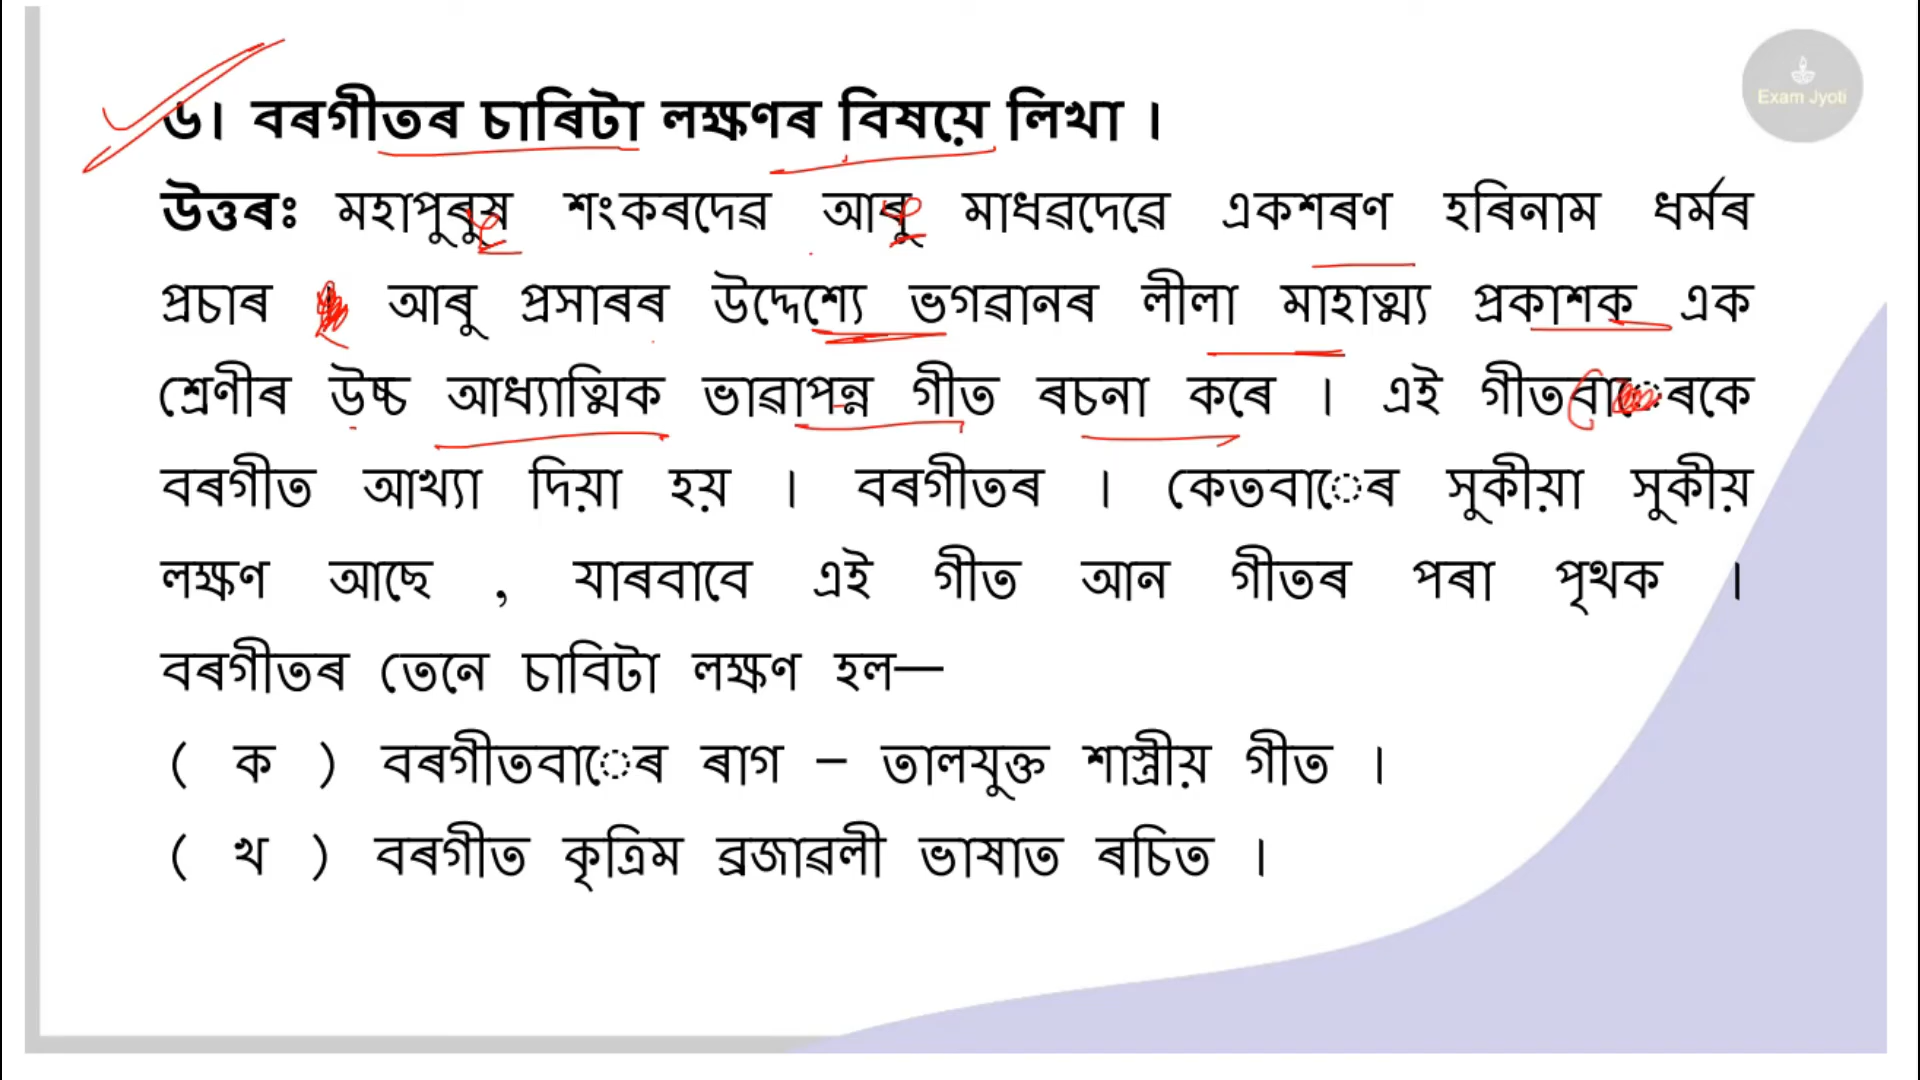 Exam Jyoti
৬। বৰগীতৰ চাৰিটা লক্ষণৰ বিষয়ে লিখা ।
উত্তৰঃ মহাপুৰুষ শংকৰদেৱ আৰু মাধৱদেৱে একশৰণ হৰিনাম ধৰ্মৰ
প্ৰচাৰ আৰু প্ৰসাৰৰ উদ্দেশ্যে ভগৱানৰ লীলা মাহাত্ম্য প্ৰকাশক এক
শ্ৰেণীৰ উচ্চ আধ্যাত্মিক ভাৱাপন্ন গীত ৰচনা কৰে । এই গীতবােৰকে
বৰগীত আখ্যা দিয়া হয় । বৰগীতৰ । কেতবােৰ সুকীয়া সুকীয়
লক্ষণ আছে , যাৰবাবে এই গীত আন গীতৰ পৰা পৃথক ।
বৰগীতৰ তেনে চাবিটা লক্ষণ হল—
( ক ) বৰগীতবােৰ ৰাগ – তালযুক্ত শাস্ত্ৰীয় গীত ।
( খ ) বৰগীত কৃত্ৰিম ব্ৰজাৱলী ভাষাত ৰচিত ।